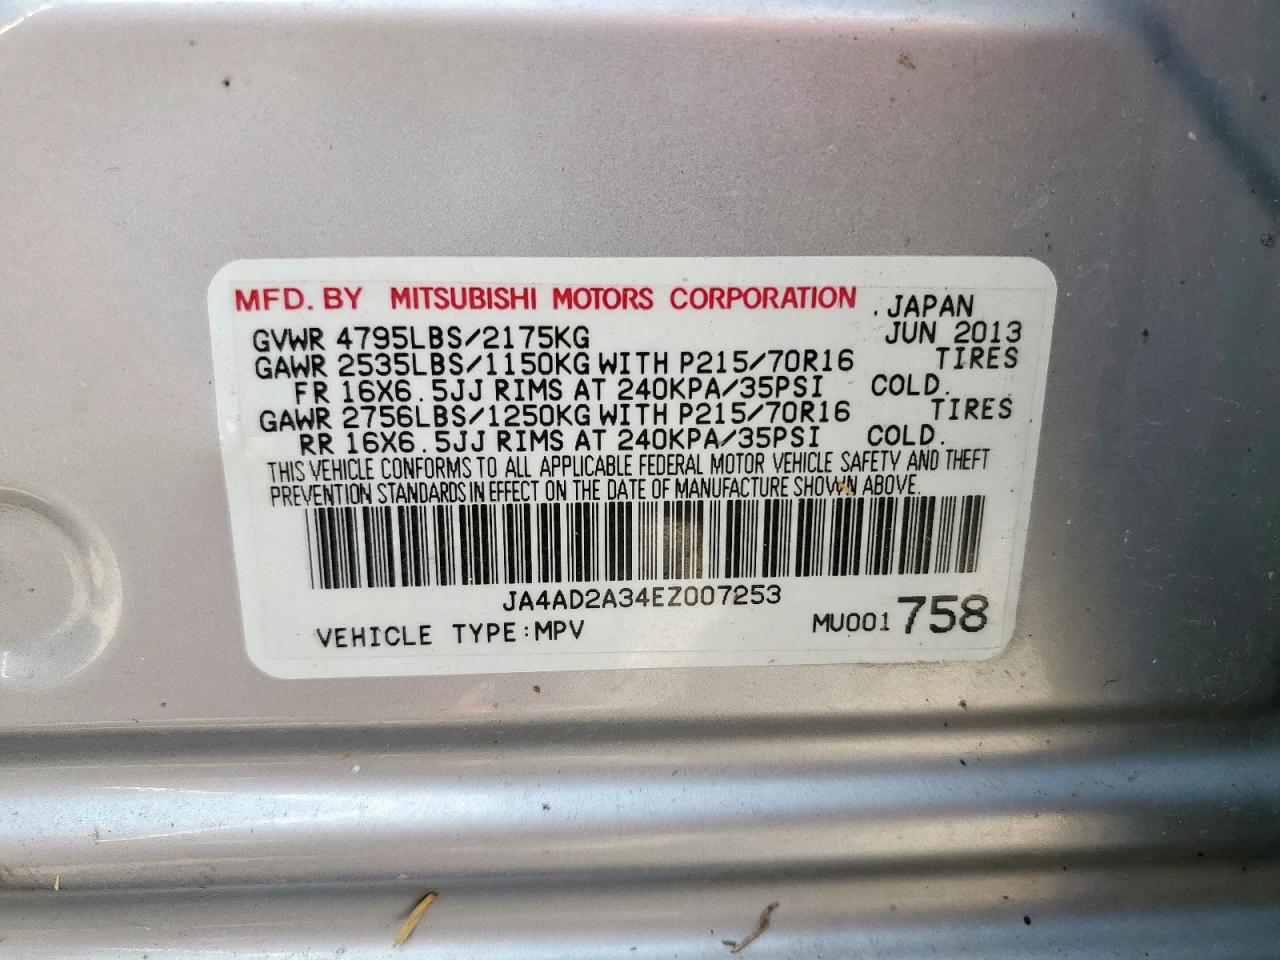 MFD. BY MITSUBISHI MOTORS CORPORATION . JAPAN
GVWR 4795LBS/2175KG JUN 2013
GAWR 2535LBS/1150KG WITH P215/70R16 TIRES
FR 16X6.5JJ RIMS AT 240KPA/35PSI COLD.
GAWR 2756LBS/1250KG WITH P215/70R16 TIRES
RR 16X6.5JJ RIMS AT 240KPA/35PSI COLD.
THIS VEHICLE CONFORMS TO ALL APPLICABLE FEDERAL MOTOR VEHICLE SAFETY AND THEFT
PREVENTION STANDARDS IN EFFECT ON THE DATE OF MANUFACTURE SHOWN ABOVE.
JA4AD2A34EZ007253
VEHICLE TYPE:MPV MU001 758